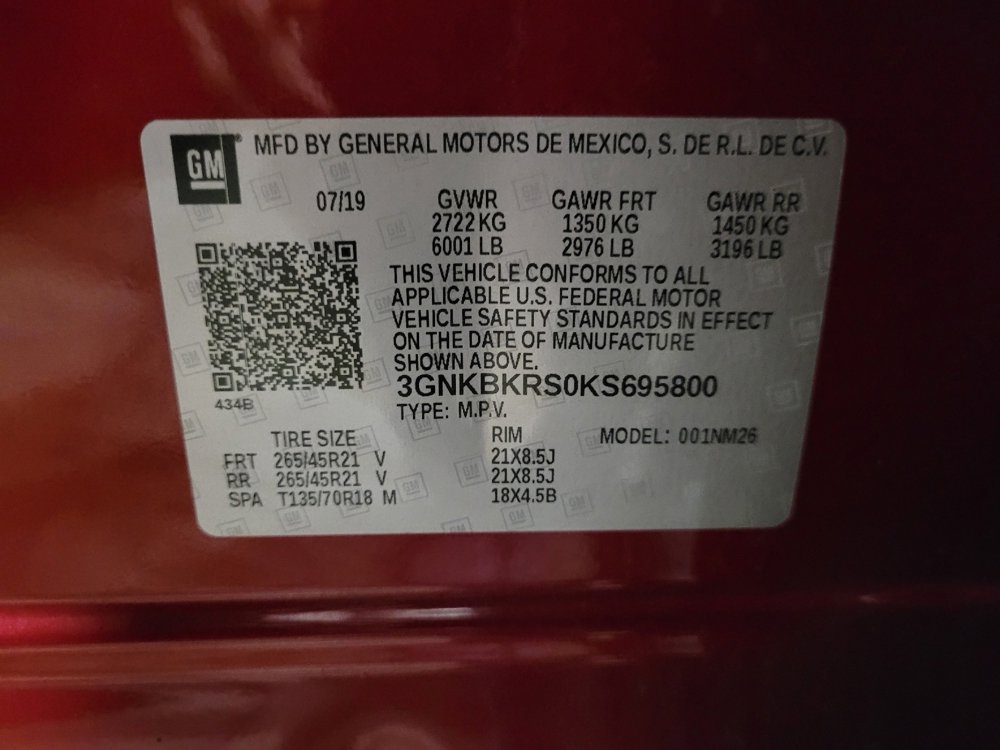 GM ® MFD BY GENERAL MOTORS DE MEXICO, S. DE R.L. DE C.V.
07/19 GVWR GAWR FRT GAWR RR
2722 KG 1350 KG 1450 KG
6001 LB 2976 LB 3196 LB
THIS VEHICLE CONFORMS TO ALL
APPLICABLE U.S. FEDERAL MOTOR
VEHICLE SAFETY STANDARDS IN EFFECT
ON THE DATE OF MANUFACTURE
SHOWN ABOVE.
3GNKBKRS0KS695800
434B
TYPE: M.P.V.
TIRE SIZE RIM MODEL: 001NM26
FRT 265/45R21 V 21X8.5J
RR 265/45R21 V 21X8.5J
SPA T135/70R18 M 18X4.5B